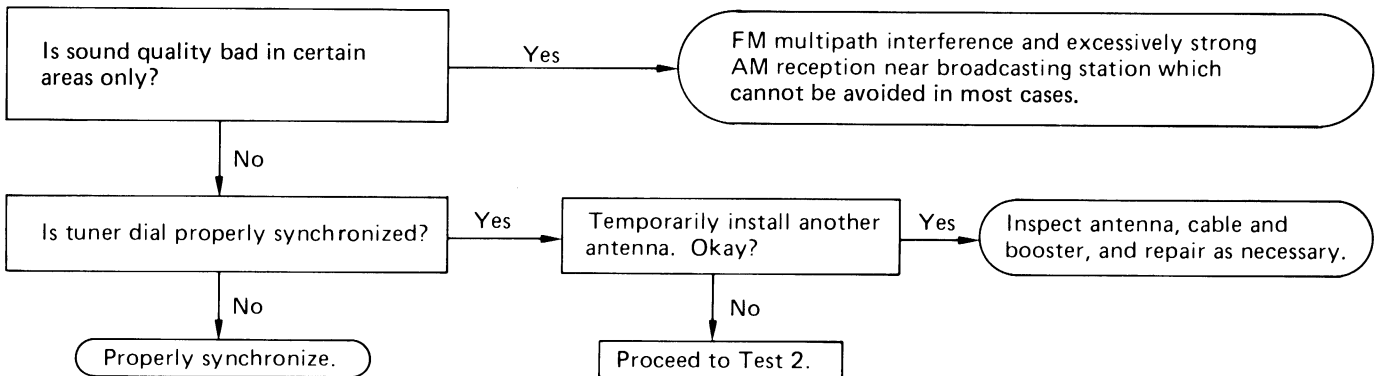 Is sound quality bad in certain
areas only?
Yes
FM multipath interference and excessively strong
AM reception near broadcasting station which
cannot be avoided in most cases.
No
Is tuner dial properly synchronized?
Yes
Temporarily install another
antenna. Okay?
Yes
Inspect antenna, cable and
booster, and repair as necessary.
No
Properly synchronize.
No
Proceed to Test 2.